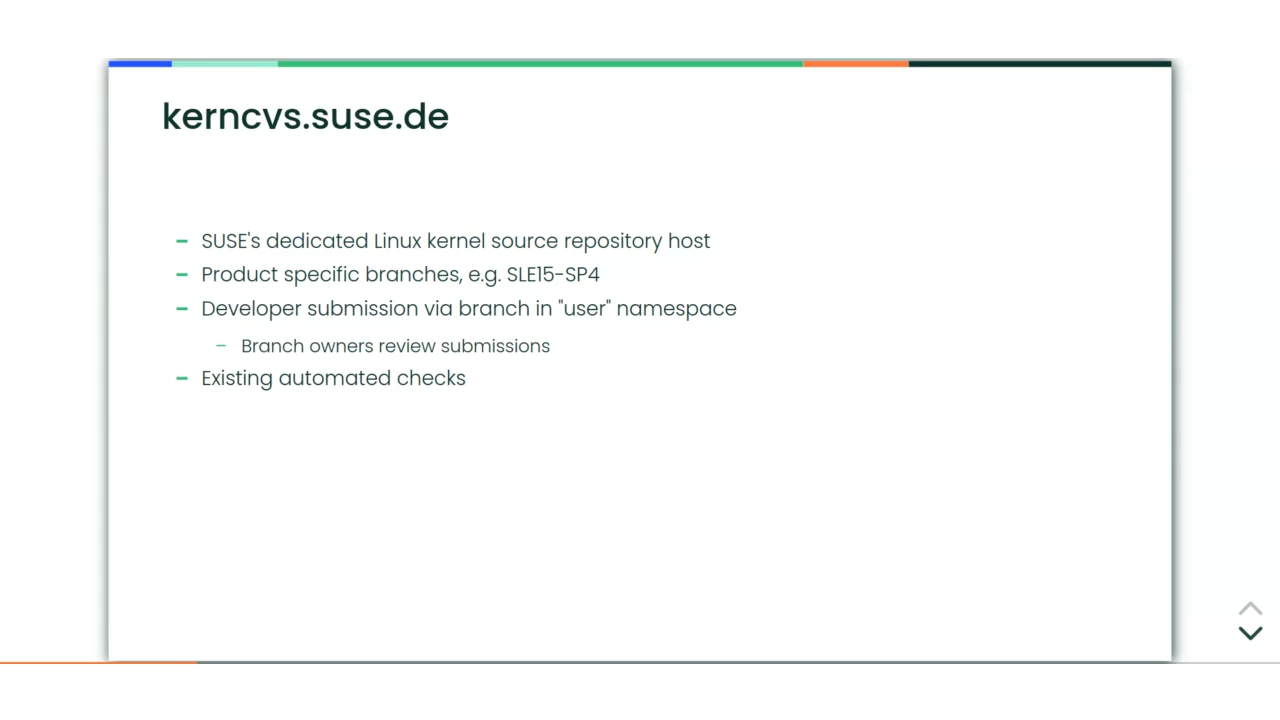 kerncvs.suse.de
– SUSE's dedicated Linux kernel source repository host
– Product specific branches, e.g. SLE15-SP4
– Developer submission via branch in "user" namespace
– Branch owners review submissions
– Existing automated checks